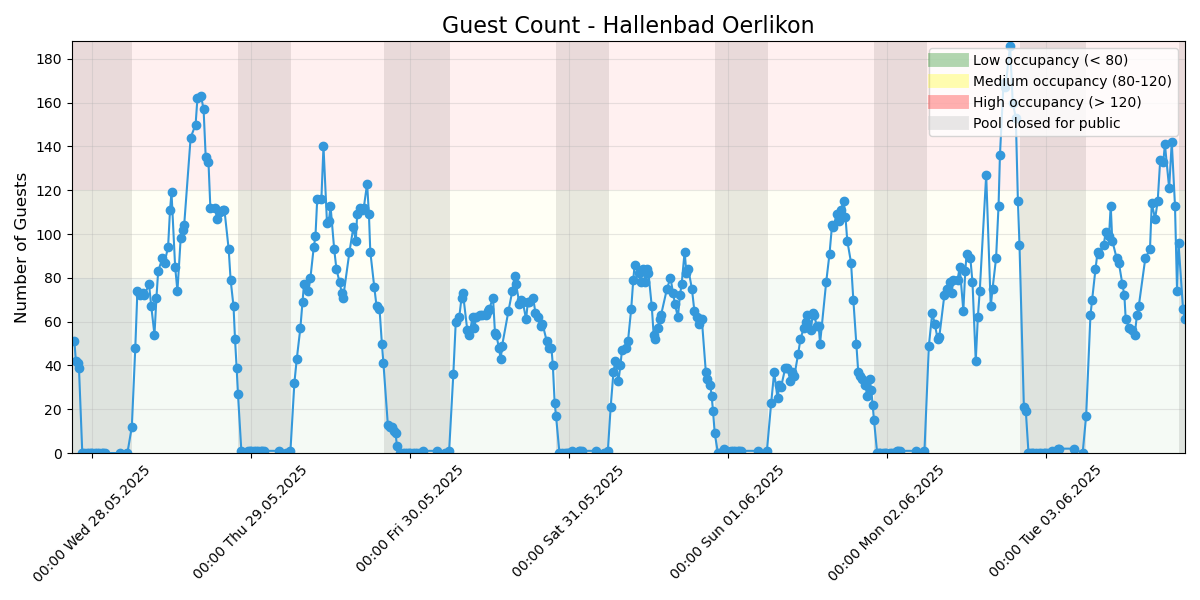 Guest Count - Hallenbad Oerlikon
Number of Guests
180
160
140
120
100
80
60
40
20
0
Low occupancy (< 80)
Medium occupancy (80-120)
High occupancy (> 120)
Pool closed for public
00:00 Wed 28.05.2025
00:00 Thu 29.05.2025
00:00 Fri 30.05.2025
00:00 Sat 31.05.2025
00:00 Sun 01.06.2025
00:00 Mon 02.06.2025
00:00 Tue 03.06.2025